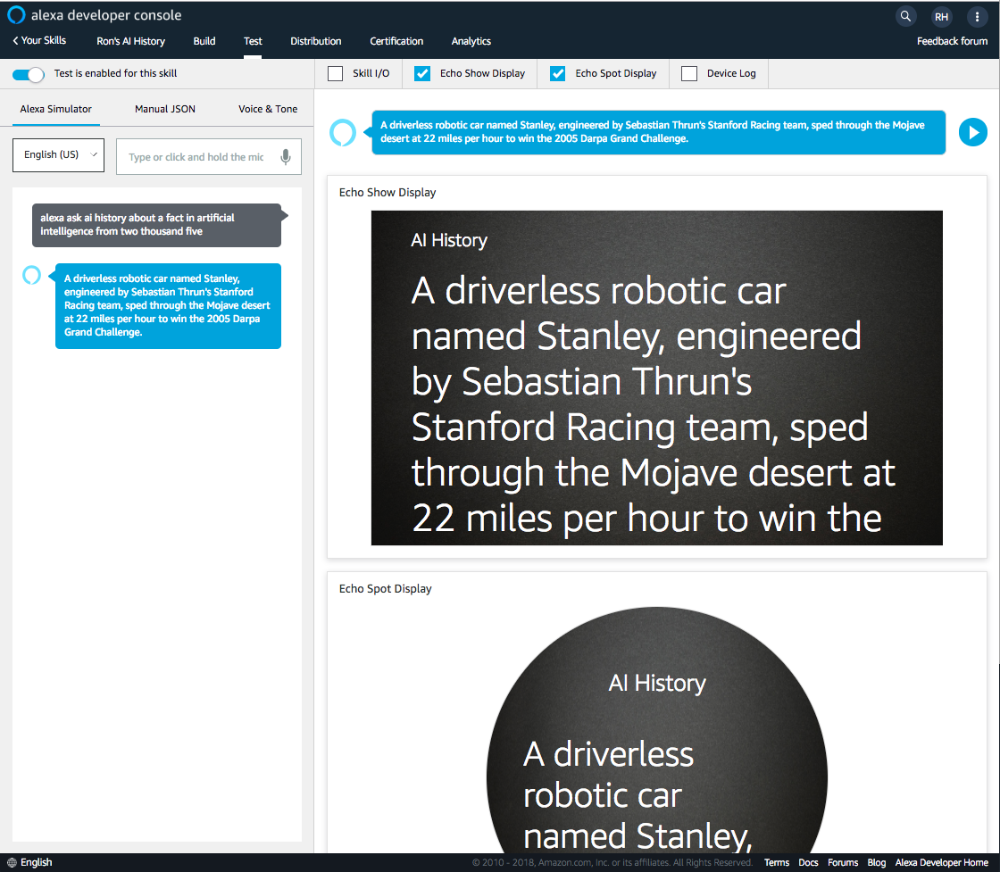 alexa developer console
RH
Your Skills
Ron's AI History
Build
Test
Distribution
Certification
Analytics
Feedback forum
Test is enabled for this skill
Skill I/O
Echo Show Display
Echo Spot Display
Device Log
Alexa Simulator
Manual JSON
Voice & Tone
English (US)
Type or click and hold the mic
alexa ask ai history about a fact in artificial
intelligence from two thousand five
A driverless robotic car named Stanley,
engineered by Sebastian Thrun's Stanford
Racing team, sped through the Mojave desert
at 22 miles per hour to win the 2005 Darpa
Grand Challenge.
A driverless robotic car named Stanley, engineered by Sebastian Thrun's Stanford Racing team, sped through the Mojave
desert at 22 miles per hour to win the 2005 Darpa Grand Challenge.
Echo Show Display
AI History
A driverless robotic car
named Stanley, engineered
by Sebastian Thrun's
Stanford Racing team, sped
through the Mojave desert at
22 miles per hour to win the
Echo Spot Display
AI History
A driverless
robotic car
named Stanley,
English
© 2010 - 2018, Amazon.com, Inc. or its affiliates. All Rights Reserved.
Terms
Docs
Forums
Blog
Alexa Developer Home